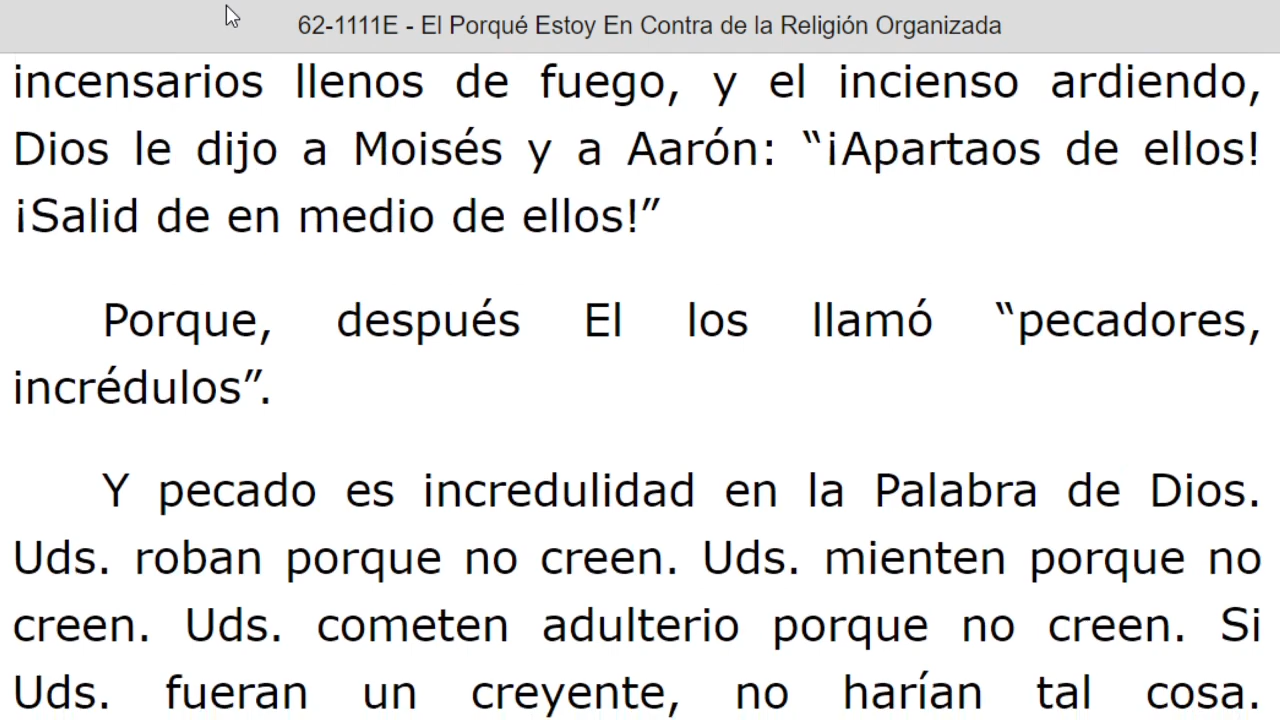 62-1111E - El Porqué Estoy En Contra de la Religión Organizada
incensarios llenos de fuego, y el incienso ardiendo,
Dios le dijo a Moisés y a Aarón: “¡Apartaos de ellos!
¡Salid de en medio de ellos!”
Porque, después El los llamó “pecadores,
incrédulos”.
Y pecado es incredulidad en la Palabra de Dios.
Uds. roban porque no creen. Uds. mienten porque no
creen. Uds. cometen adulterio porque no creen. Si
Uds. fueran un creyente, no harían tal cosa.